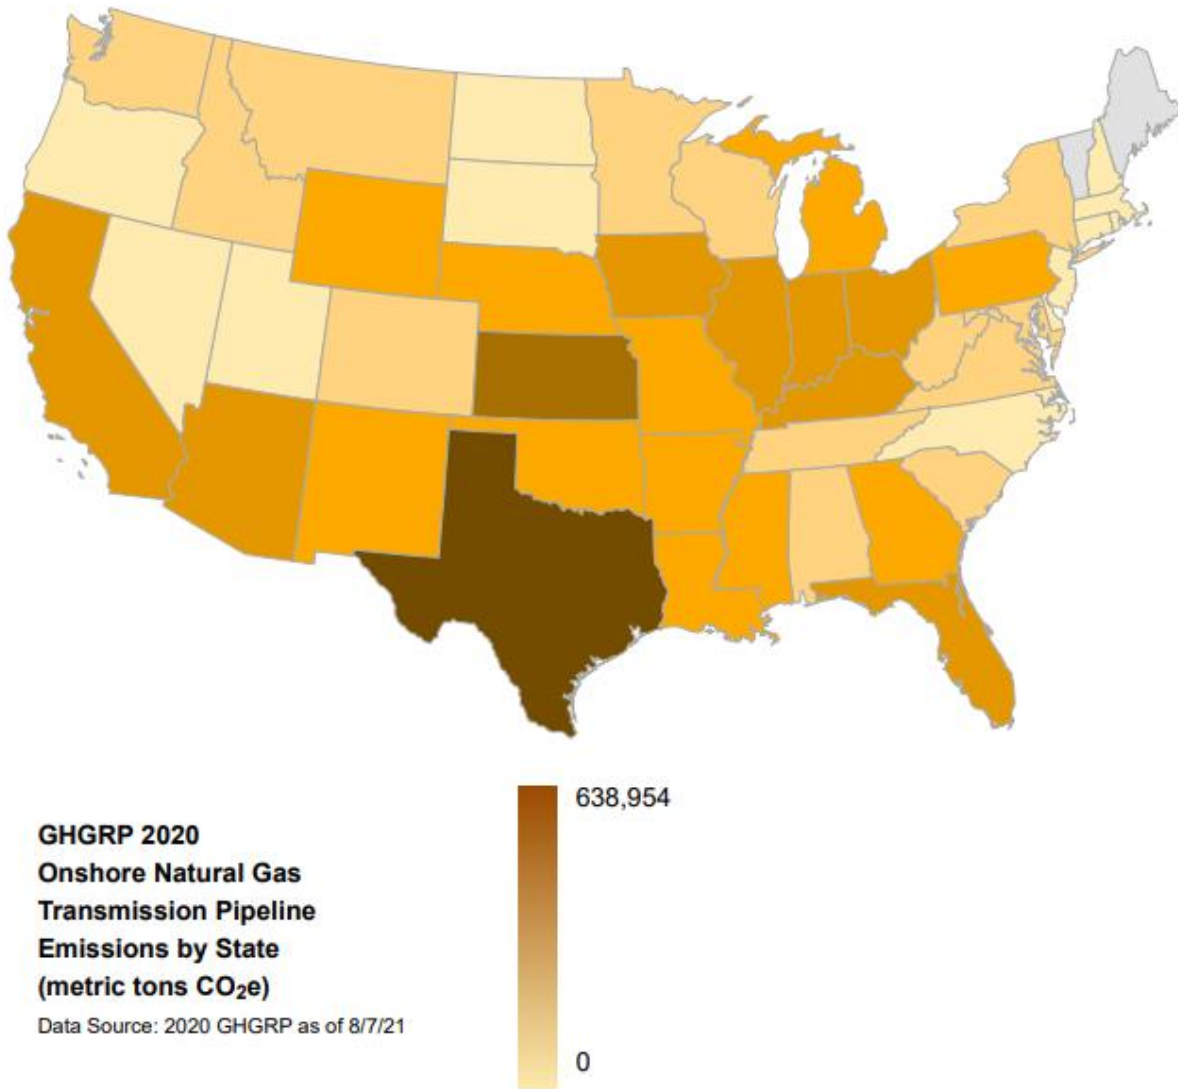 638,954
GHGRP 2020
Onshore Natural Gas
Transmission Pipeline
Emissions by State
(metric tons CO₂e)
Data Source: 2020 GHGRP as of 8/7/21
0